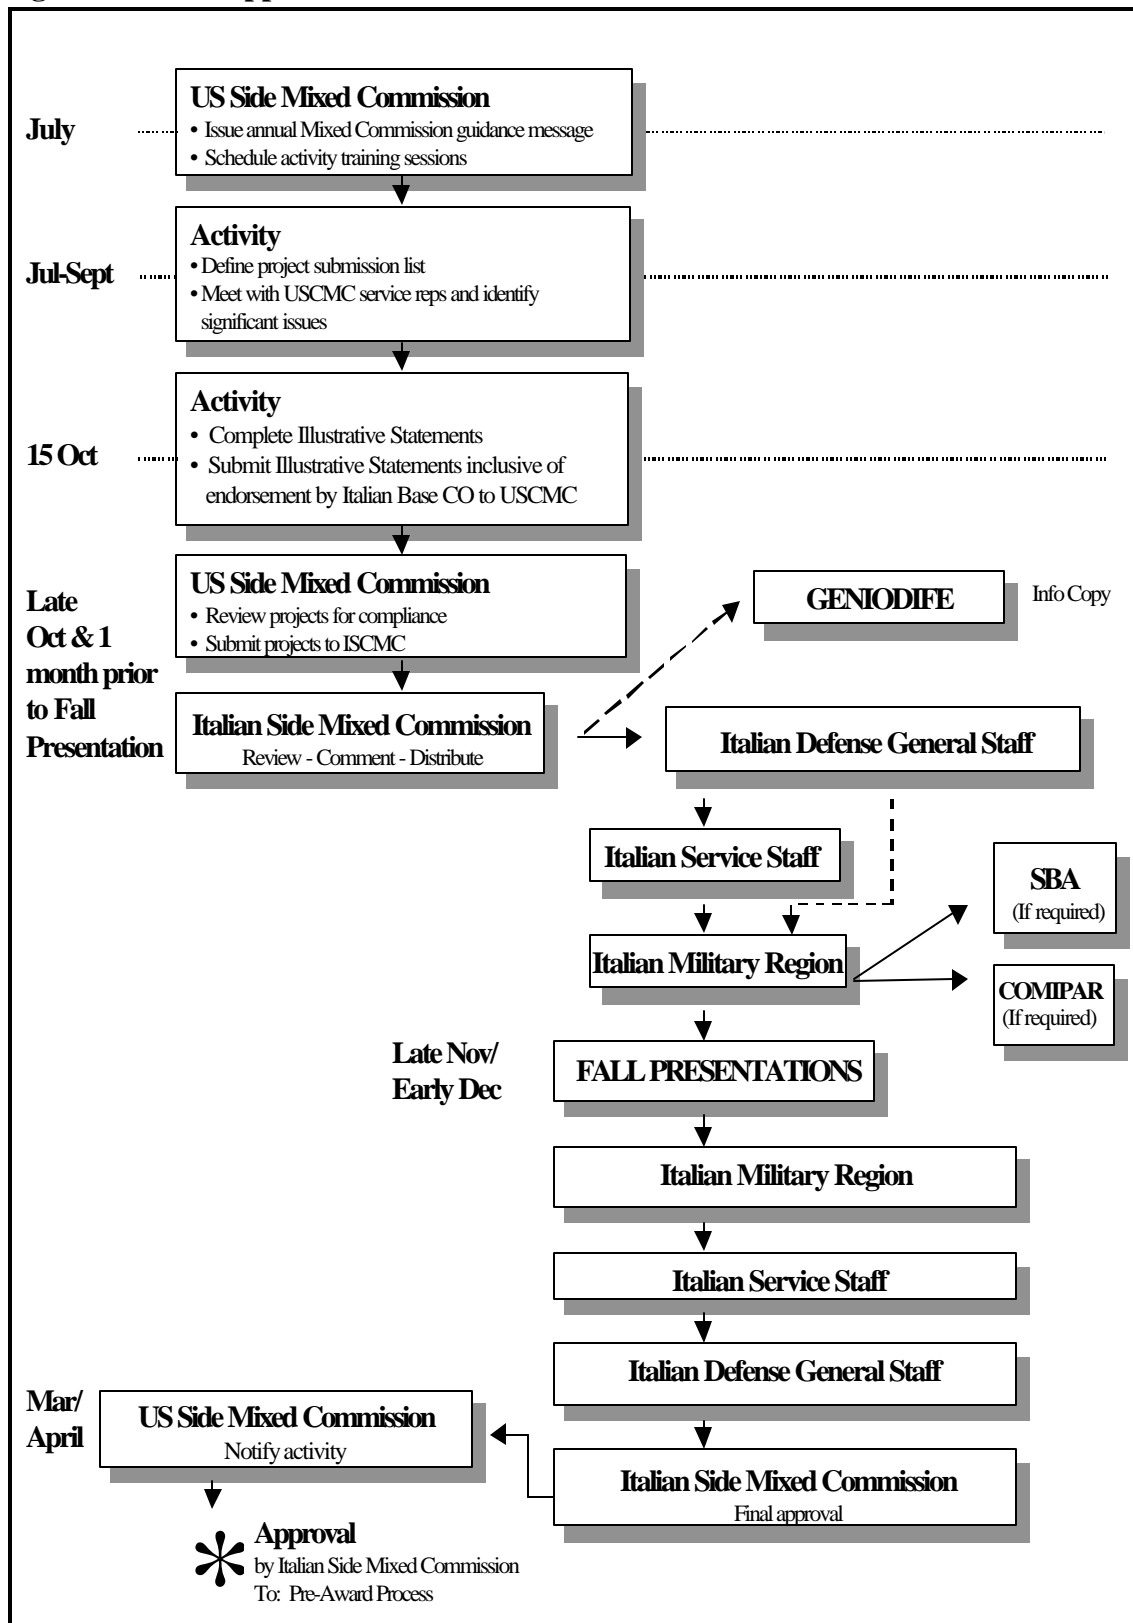 July
US Side Mixed Commission
• Issue annual Mixed Commission guidance message
• Schedule activity training sessions
Jul-Sept
Activity
• Define project submission list
• Meet with USCMC service reps and identify
significant issues
15 Oct
Activity
• Complete Illustrative Statements
• Submit Illustrative Statements inclusive of
endorsement by Italian Base CO to USCMC
Late
Oct & 1
month prior
to Fall
Presentation
US Side Mixed Commission
• Review projects for compliance
• Submit projects to ISCMC
GENIODIFE
Info Copy
Italian Side Mixed Commission
Review - Comment - Distribute
Italian Defense General Staff
Italian Service Staff
SBA
(If required)
Italian Military Region
COMIPAR
(If required)
Late Nov/
Early Dec
FALL PRESENTATIONS
Italian Military Region
Italian Service Staff
Italian Defense General Staff
Mar/
April
US Side Mixed Commission
Notify activity
Italian Side Mixed Commission
Final approval
Approval
by Italian Side Mixed Commission
To: Pre-Award Process